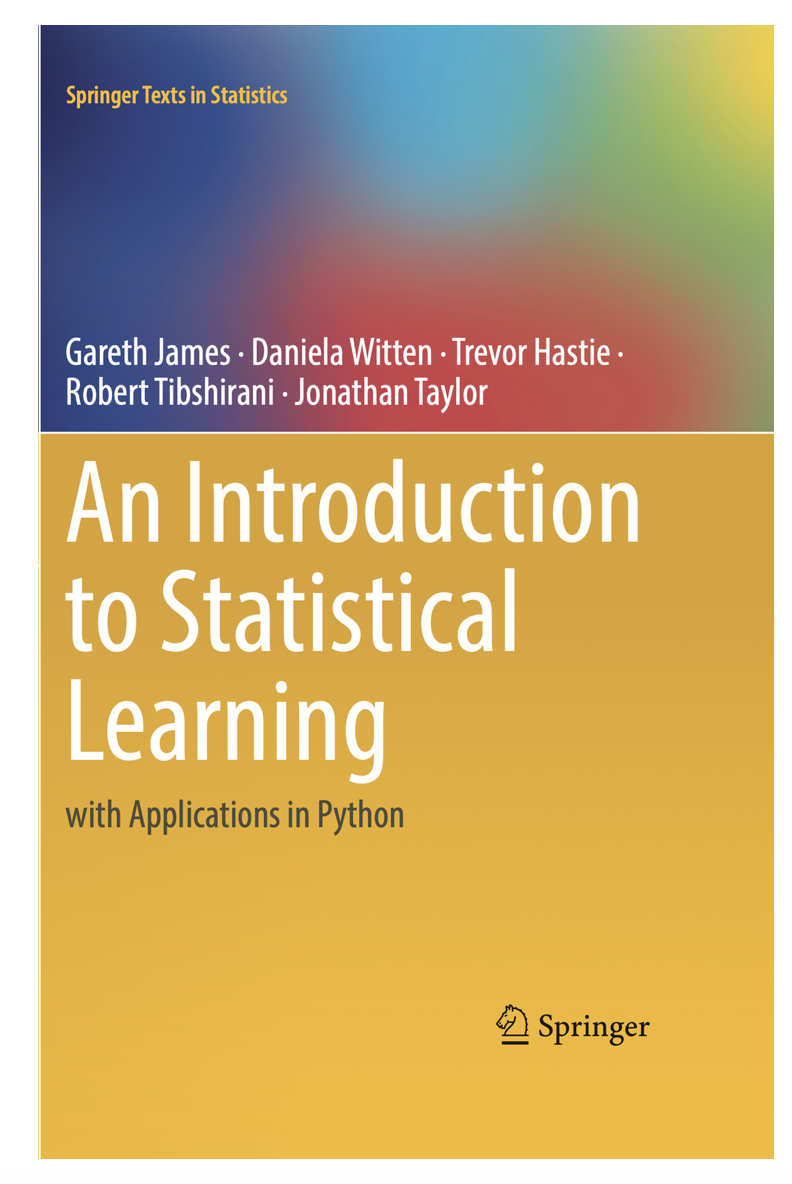 Springer Texts in Statistics
Gareth James · Daniela Witten · Trevor Hastie ·
Robert Tibshirani · Jonathan Taylor
An Introduction
to Statistical
Learning
with Applications in Python
Springer